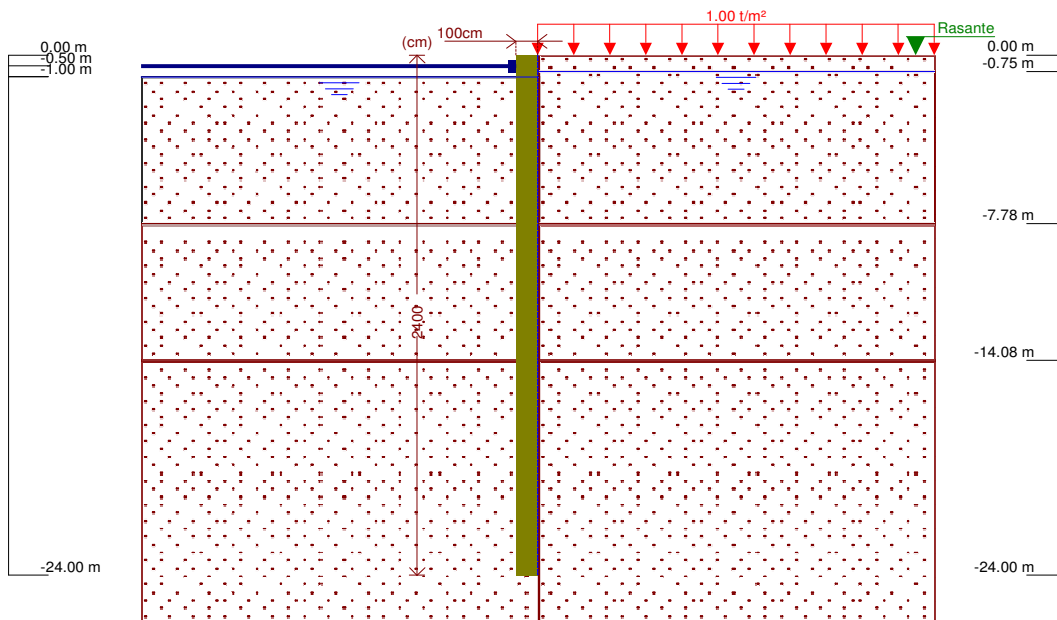 1.00 t/m²
Rasante
100cm
(cm)
0.00 m
-0.50 m
-1.00 m
0.00 m
-0.75 m
-7.78 m
2400
-14.08 m
-24.00 m
-24.00 m